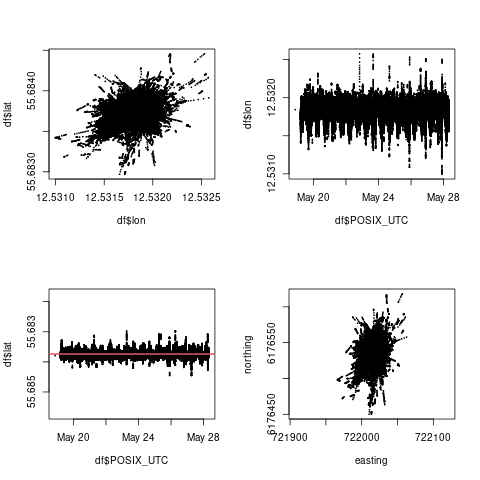 df$lat
55.6830 55.6840
12.5310 12.5315 12.5320 12.5325
df$lon
df$lon
12.5310 12.5320
May 20 May 24 May 28
df$POSIX_UTC
df$lat
55.685 55.683
May 20 May 24 May 28
df$POSIX_UTC
northing
6176450 6176550
721900 722000 722100
easting